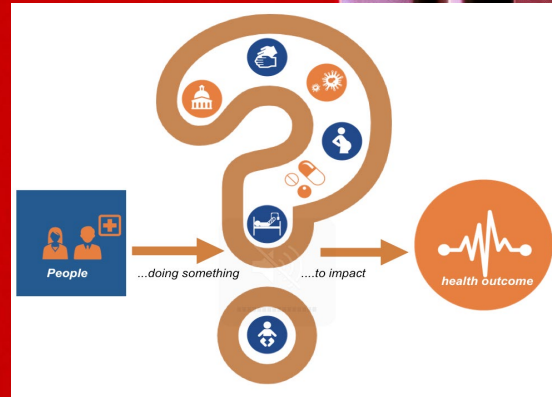 People
...doing something
....to impact
health outcome